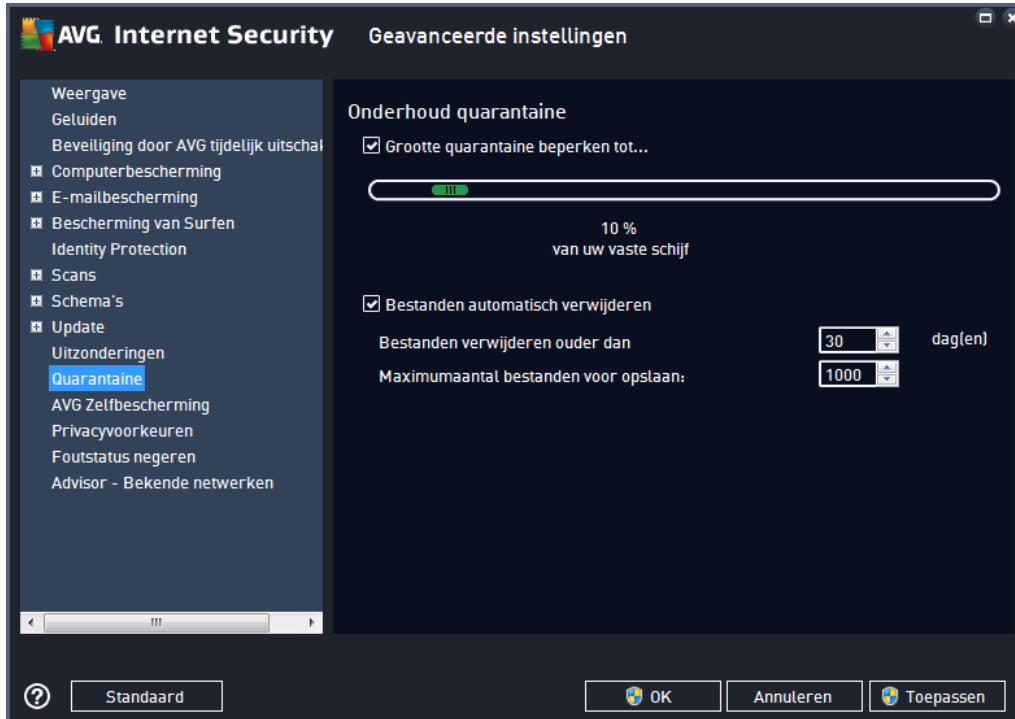 AVG Internet Security Geavanceerde instellingen
Weergave
Geluiden
Beveiliging door AVG tijdelijk uitschak
Computerbescherming
E-mailbescherming
Bescherming van Surfen
Identity Protection
Scans
Schema's
Update
Uitzonderingen
Quarantaine
AVG Zelfbescherming
Privacyvoorkeuren
Foutstatus negeren
Advisor - Bekende netwerken
Onderhoud quarantaine
Grootte quarantaine beperken tot...
10 %
van uw vaste schijf
Bestanden automatisch verwijderen
Bestanden verwijderen ouder dan 30 dag(en)
Maximumaantal bestanden voor opslaan: 1000
? Standaard OK Annuleren Toepassen